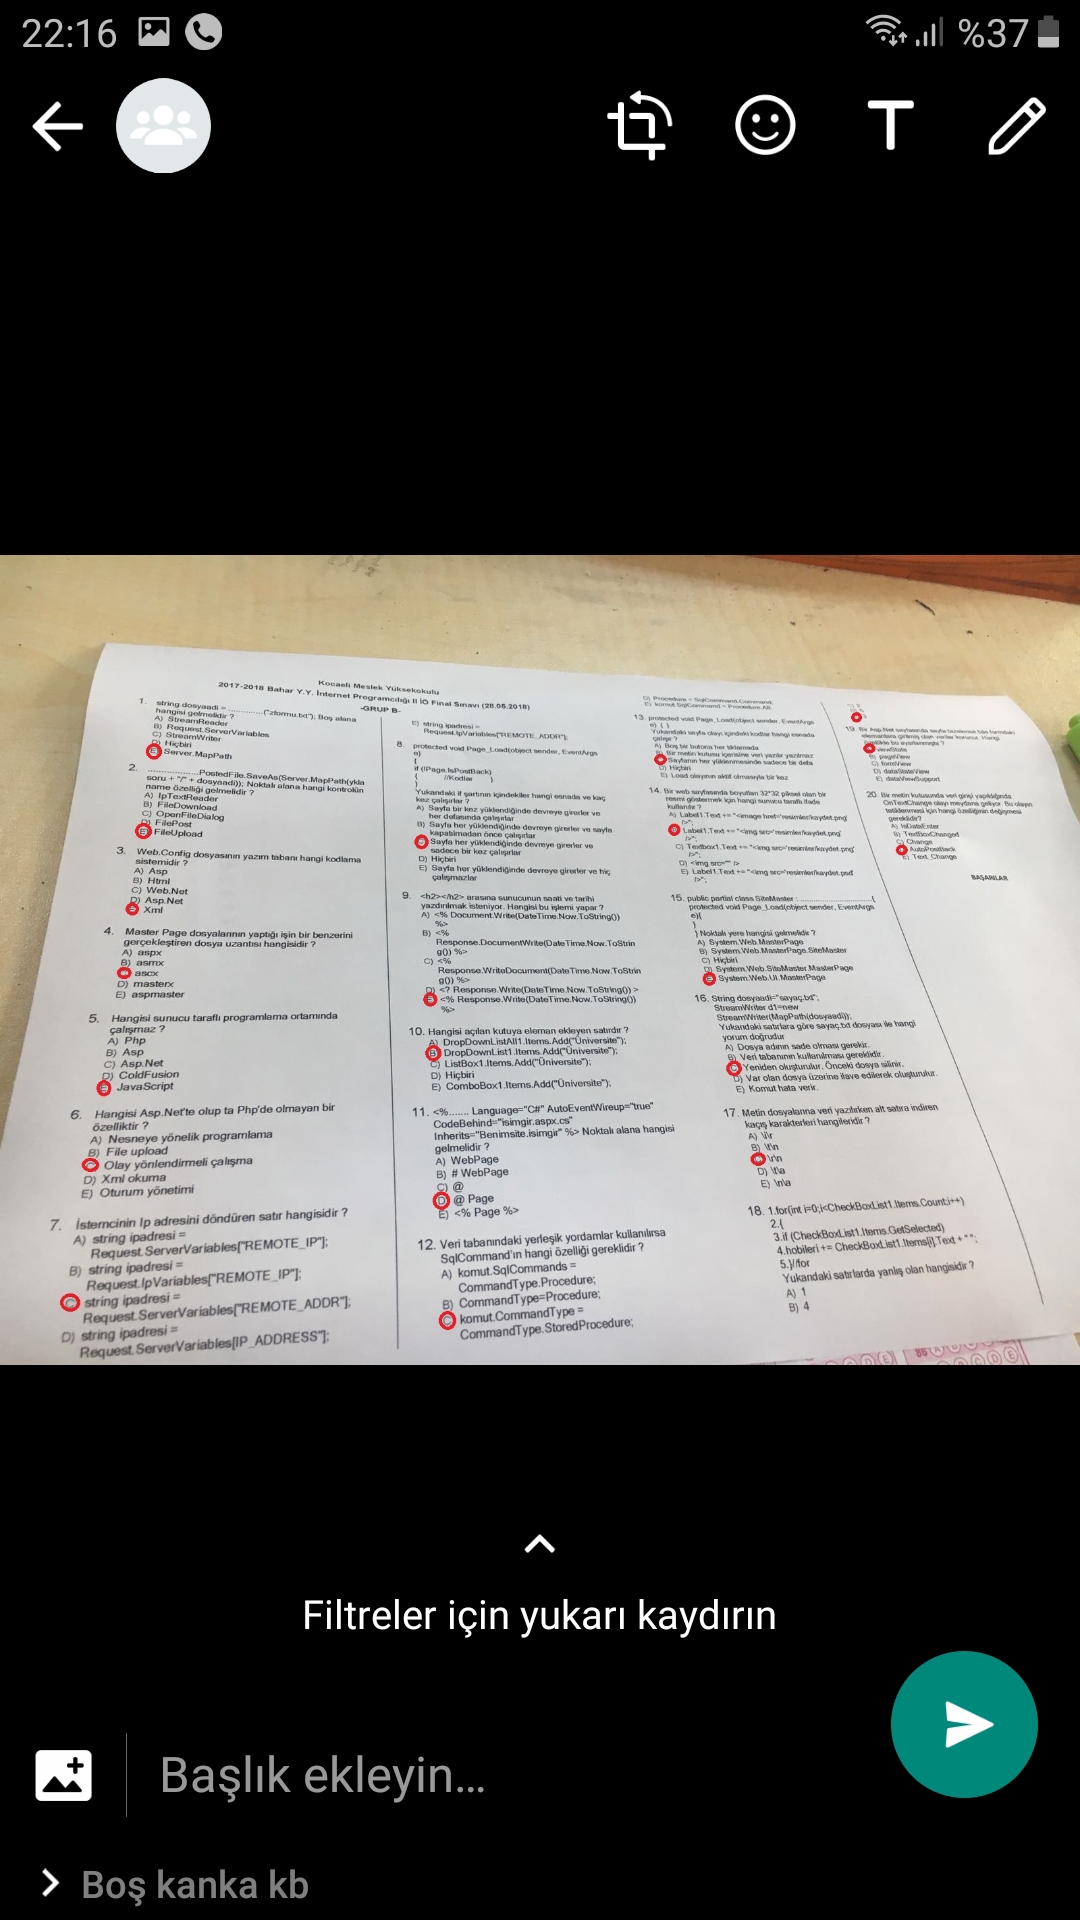 22:16
%37
T
Kocaeli Meslek Yüksekokulu
2017-2018 Bahar Y.Y. İnternet Programcılığı II İÖ Final Sınavı (28.05.2018)
-GRUP B-
1. string dosyaadi = ..............("zformu.txt"); Boş alana
hangisi gelmelidir ?
A) StreamReader
B) Request.ServerVariables
C) StreamWriter
D) Hiçbiri
Server.MapPath
2. ..................PostedFile.SaveAs(Server.MapPath(ykla
soru + "/" + dosyaadi)); Noktalı alana hangi kontrolün
name özelliği gelmelidir ?
A) IpTextReader
B) FileDownload
C) OpenFileDialog
D) FilePost
E) FileUpload
3. Web.Config dosyasının yazım tabanı hangi kodlama
sistemidir ?
A) Asp
B) Html
C) Web.Net
D) Asp.Net
Xml
4. Master Page dosyalarının yaptığı işin bir benzerini
gerçekleştiren dosya uzantısı hangisidir ?
A) aspx
B) asmx
ascx
D) masterx
E) aspmaster
5. Hangisi sunucu taraflı programlama ortamında
çalışmaz ?
A) Php
B) Asp
C) Asp.Net
D) ColdFusion
JavaScript
6. Hangisi Asp.Net'te olup ta Php'de olmayan bir
özelliktir ?
A) Nesneye yönelik programlama
B) File upload
C) Olay yönlendirmeli çalışma
D) Xml okuma
E) Oturum yönetimi
7. İstemcinin Ip adresini döndüren satır hangisidir ?
A) string ipadresi =
Request.ServerVariables["REMOTE_IP"];
B) string ipadresi =
Request.IpVariables["REMOTE_IP"];
C) string ipadresi =
Request.ServerVariables["REMOTE_ADDR"];
D) string ipadresi =
Request.ServerVariables[IP_ADDRESS"];
E) string ipadresi =
Request.IpVariables["REMOTE_ADDR"];
8. protected void Page_Load(object sender, EventArgs
e)
{
if (!Page.IsPostBack)
{ //Kodlar }
}
Yukarıdaki if şartının içindekiler hangi esnada ve kaç
kez çalışırlar ?
A) Sayfa bir kez yüklendiğinde devreye girerler ve
her defasında çalışırlar
B) Sayfa her yüklendiğinde devreye girerler ve sayfa
kapatılmadan önce çalışırlar
Sayfa her yüklendiğinde devreye girerler ve
sadece bir kez çalışırlar
D) Hiçbiri
E) Sayfa her yüklendiğinde devreye girerler ve hiç
çalışmazlar
9. <h2></h2> arasına sunucunun saati ve tarihi
yazdırılmak isteniyor. Hangisi bu işlemi yapar ?
A) <% Document.Write(DateTime.Now.ToString())
%>
B) <%
Response.DocumentWrite(DateTime.Now.ToStrin
g()) %>
C) <%
Response.WriteDocument(DateTime.Now.ToStrin
g()) %>
D) <? Response.Write(DateTime.Now.ToString()) >
<% Response.Write(DateTime.Now.ToString())
%>
10. Hangisi açılan kutuya eleman ekleyen satırdır ?
A) DropDownListAll1.Items.Add("Üniversite");
B) DropDownList1.Items.Add("Üniversite");
C) ListBox1.Items.Add("Üniversite");
D) Hiçbiri
E) ComboBox1.Items.Add("Üniversite");
11. <%....... Language="C#" AutoEventWireup="true"
CodeBehind="isimgir.aspx.cs"
Inherits="Benimsite.isimgir" %> Noktalı alana hangisi
gelmelidir ?
A) WebPage
B) # WebPage
C) @
D) @ Page
E) <% Page %>
12. Veri tabanındaki yerleşik yordamlar kullanılırsa
SqlCommand'ın hangi özelliği gereklidir ?
A) komut.SqlCommands =
CommandType.Procedure;
B) CommandType=Procedure;
C) komut.CommandType =
CommandType.StoredProcedure;
D) Procedure = SqlCommand.Command;
E) komut.SqlCommand = Procedure.All;
13. protected void Page_Load(object sender, EventArgs
e) { }
Yukarıdaki sayfa olayı içindeki kodlar hangi esnada
çalışır ?
A) Boş bir butona her tıklamada
B) Bir metin kutusu içerisine veri yazılır yazılmaz
Sayfanın her yüklenmesinde sadece bir defa
D) Hiçbiri
E) Load olayının aktif olmasıyla bir kez
14. Bir web sayfasında boyutları 32*32 piksel olan bir
resmi göstermek için hangi sunucu taraflı ifade
kullanılır ?
A) Label1.Text += "<image href='resimler/kaydet.png'
/>";
Label1.Text += "<img src='resimler/kaydet.png'
/>";
C) Textbox1.Text += "<img src='resimler/kaydet.png'
/>";
D) <img src="" />
E) Label1.Text += "<img src='resimler/kaydet.psd'
/>";
15. public partial class SiteMaster : ..........................{
protected void Page_Load(object sender, EventArgs
e){
}
} Noktalı yere hangisi gelmelidir ?
A) System.Web.MasterPage
B) System.Web.MasterPage.SiteMaster
C) Hiçbiri
D) System.Web.SiteMaster.MasterPage
System.Web.UI.MasterPage
16. String dosyaadi="sayaç.txt";
StreamWriter d1=new
StreamWriter(MapPath(dosyaadi));
Yukarıdaki satırlara göre sayaç.txt dosyası ile hangi
yorum doğrudur
A) Dosya adının sade olması gerekir.
B) Veri tabanının kullanılması gereklidir.
C) Yeniden oluşturulur. Önceki dosya silinir.
D) Var olan dosya üzerine ilave edilerek oluşturulur.
E) Komut hata verir.
17. Metin dosyalarına veri yazılırken alt satıra indiren
kaçış karakterleri hangileridir ?
A) \l\r
B) \t\n
\r\n
D) \t\a
E) \n\a
18. 1.for(int i=0;i<CheckBoxList1.Items.Count;i++)
2.{
3.if (CheckBoxList1.Items.GetSelected)
4.hobileri += CheckBoxList1.Items[i].Text + " ";
5.}//for
Yukarıdaki satırlarda yanlış olan hangisidir ?
A) 1
B) 4
19. Bir Asp.Net sayfasında sayfa tazelense bile formdaki
elemanlara girilmiş olan veriler korunur. Hangi
özellikle bu ayarlanmıştır ?
viewState
B) pageView
C) formView
D) dataStateView
E) dataViewSupport
20. Bir metin kutusunda veri girişi yapıldığında
OnTextChange olayı meydana geliyor. Bu olayın
tetiklenmesi için hangi özelliğinin değişmesi
gereklidir?
A) IsDataEnter
B) TextBoxChanged
C) Change
AutoPostBack
E) Text_Change
BAŞARILAR
Filtreler için yukarı kaydırın
Başlık ekleyin...
Boş kanka kb